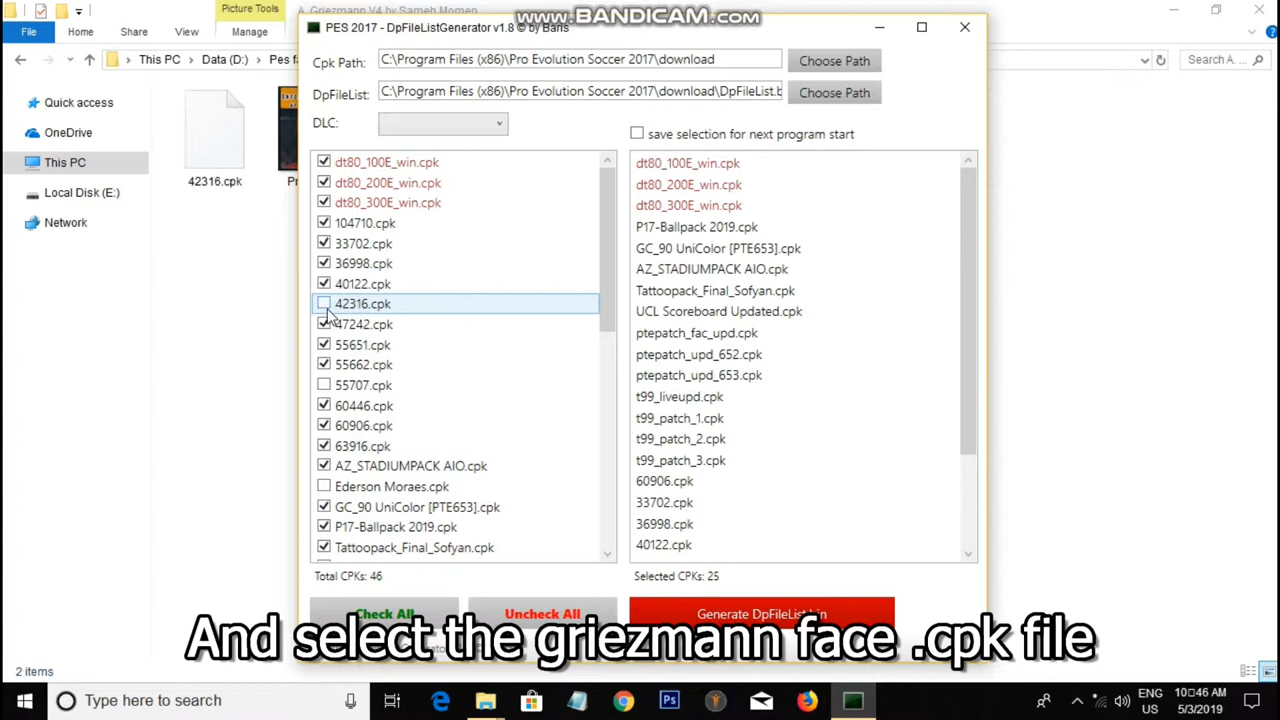 Picture Tools
A. Griezmann V4 by Sameh Momen
www.BANDICAM.com
File
Home
Share
View
Manage
PES 2017 - DpFileListGenerator v1.8 © by Baris
This PC
Data (D:)
Search A...
Cpk Path:
C:\Program Files (x86)\Pro Evolution Soccer 2017\download
Choose Path
DpFileList:
C:\Program Files (x86)\Pro Evolution Soccer 2017\download\DpFileList.b
Choose Path
DLC:
save selection for next program start
Quick access
OneDrive
This PC
Local Disk (E:)
Network
42316.cpk
dt80_100E_win.cpk
dt80_200E_win.cpk
dt80_300E_win.cpk
104710.cpk
33702.cpk
36998.cpk
40122.cpk
42316.cpk
47242.cpk
55651.cpk
55662.cpk
55707.cpk
60446.cpk
60906.cpk
63916.cpk
AZ_STADIUMPACK AIO.cpk
Ederson Moraes.cpk
GC_90 UniColor [PTE653].cpk
P17-Ballpack 2019.cpk
Tattoopack_Final_Sofyan.cpk
dt80_100E_win.cpk
dt80_200E_win.cpk
dt80_300E_win.cpk
P17-Ballpack 2019.cpk
GC_90 UniColor [PTE653].cpk
AZ_STADIUMPACK AIO.cpk
Tattoopack_Final_Sofyan.cpk
UCL Scoreboard Updated.cpk
ptepatch_fac_upd.cpk
ptepatch_upd_652.cpk
ptepatch_upd_653.cpk
t99_liveupd.cpk
t99_patch_1.cpk
t99_patch_2.cpk
t99_patch_3.cpk
60906.cpk
33702.cpk
36998.cpk
40122.cpk
Total CPKs: 46
Selected CPKs: 25
Check All
Uncheck All
Generate DpFileList.bin
And select the griezmann face .cpk file
2 items
Type here to search
ENG
US
10:46 AM
5/3/2019